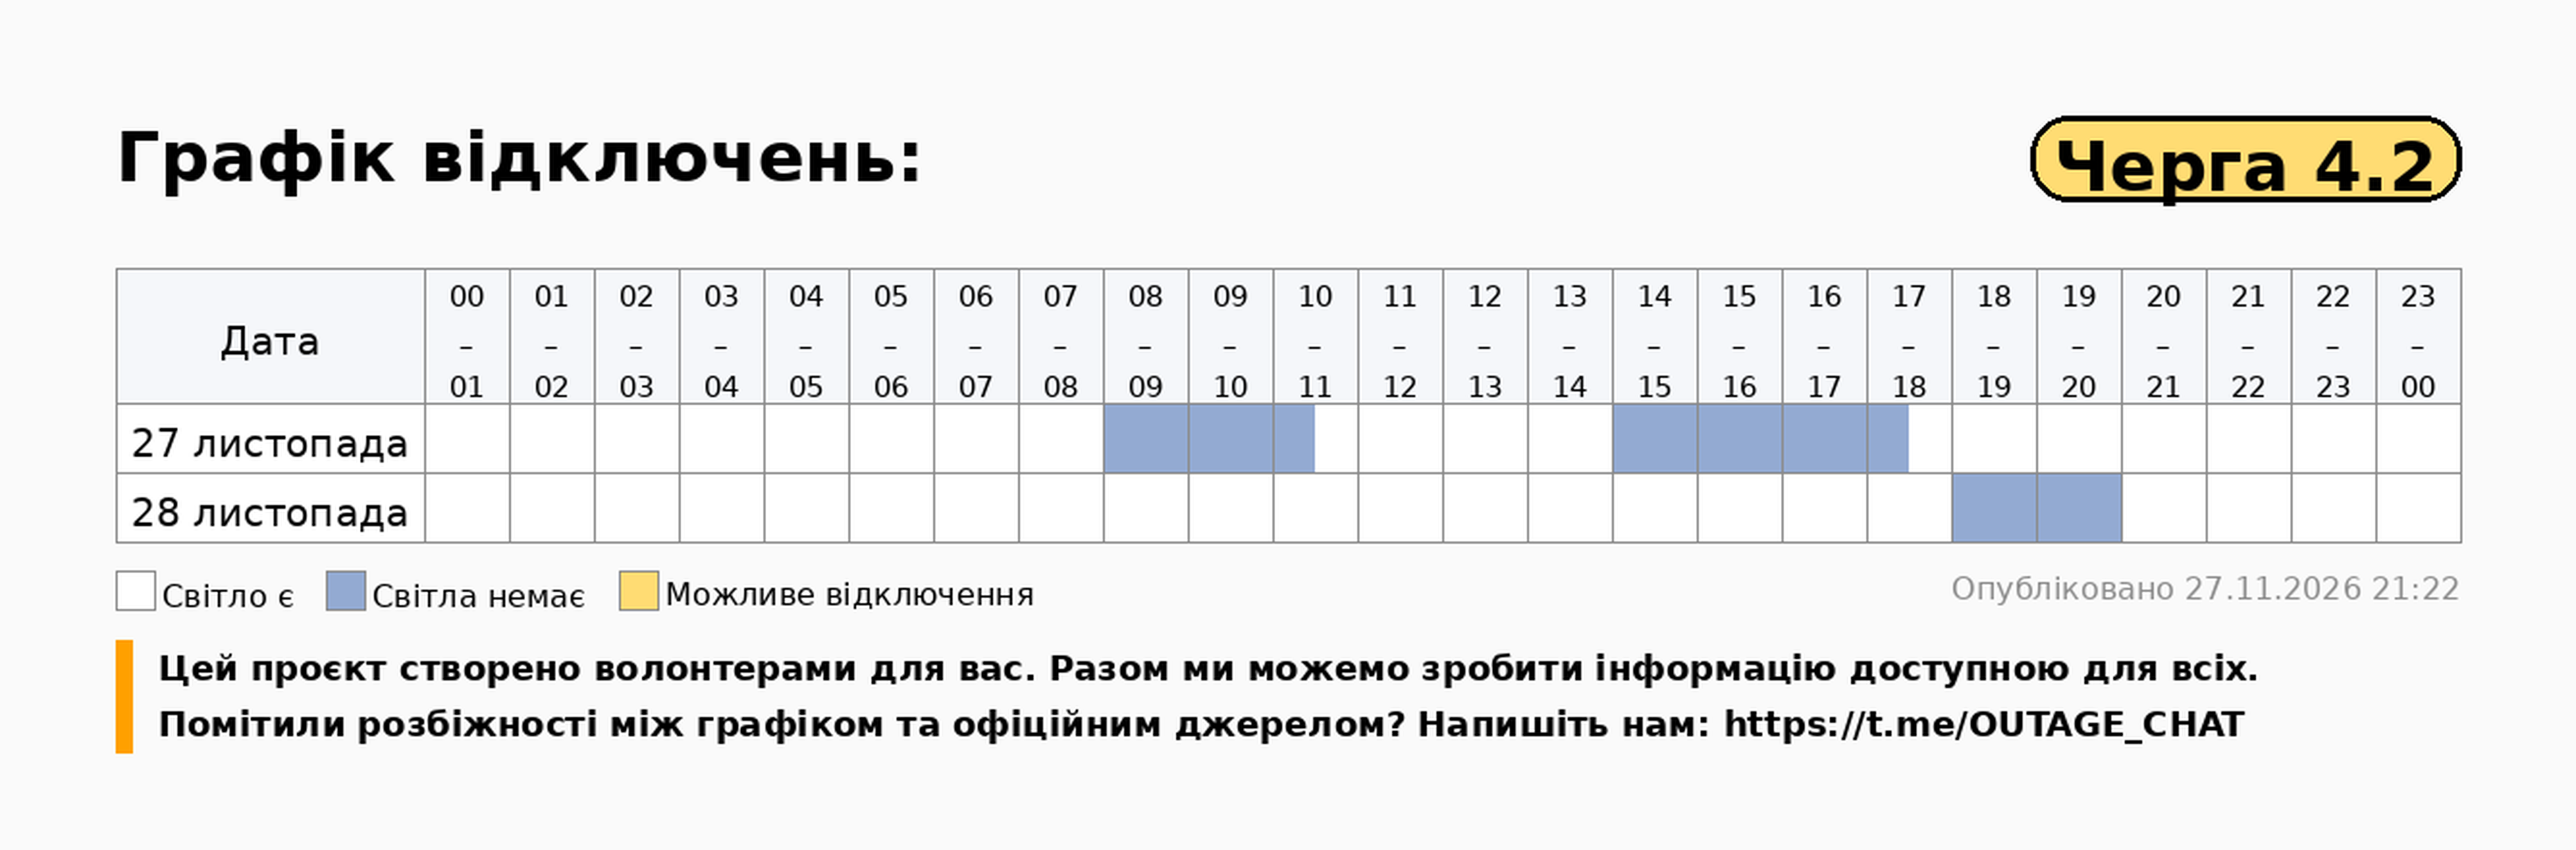 Графік відключень:
Черга 4.2
Дата
00 – 01
01 – 02
02 – 03
03 – 04
04 – 05
05 – 06
06 – 07
07 – 08
08 – 09
09 – 10
10 – 11
11 – 12
12 – 13
13 – 14
14 – 15
15 – 16
16 – 17
17 – 18
18 – 19
19 – 20
20 – 21
21 – 22
22 – 23
23 – 00
27 листопада
28 листопада
Світло є
Світла немає
Можливе відключення
Опубліковано 27.11.2026 21:22
Цей проєкт створено волонтерами для вас. Разом ми можемо зробити інформацію доступною для всіх.
Помітили розбіжності між графіком та офіційним джерелом? Напишіть нам: https://t.me/OUTAGE_CHAT